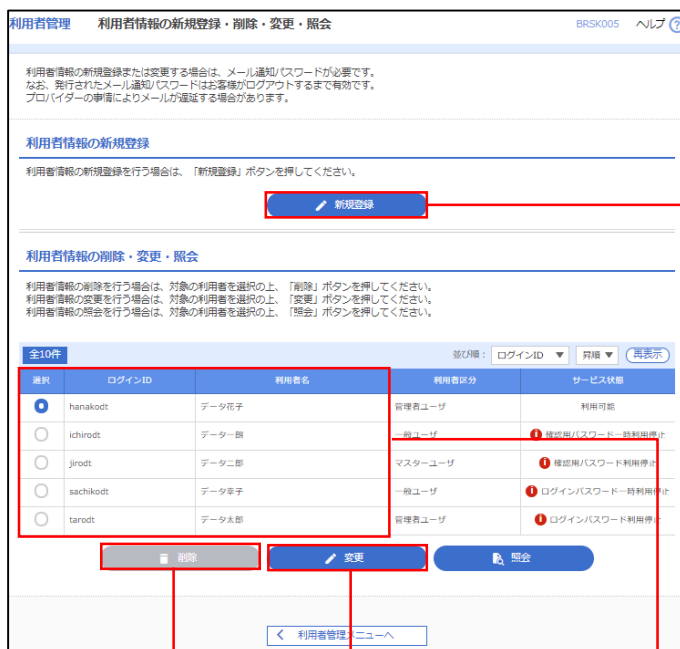 利用者管理 利用者情報の新規登録・削除・変更・照会 BRSK005 ヘルプ ?
利用者情報の新規登録または変更する場合は、メール通知パスワードが必要です。
なお、発行されたメール通知パスワードはお客様がログアウトするまで有効です。
プロバイダーの事情によりメールが遅延する場合があります。
利用者情報の新規登録
利用者情報の新規登録を行う場合は、「新規登録」ボタンを押してください。
新規登録
利用者情報の削除・変更・照会
利用者情報の削除を行う場合は、対象の利用者を選択の上、「削除」ボタンを押してください。
利用者情報の変更を行う場合は、対象の利用者を選択の上、「変更」ボタンを押してください。
利用者情報の照会を行う場合は、対象の利用者を選択の上、「照会」ボタンを押してください。
全10件 並び順： ログインID ▼ 昇順 ▼ 再表示
選択 ログインID 利用者名 利用者区分 サービス状態
hanakodt データ花子 管理者ユーザ 利用可能
ichirodt データ一朗 一般ユーザ 確認用パスワード一時利用停止
jirodt データ二郎 マスターユーザ 確認用パスワード利用停止
sachikodt データ幸子 一般ユーザ ログインパスワード一時利用停止
tarodt データ太郎 管理者ユーザ ログインパスワード利用停止
削除 変更 照会
利用者管理メニューへ